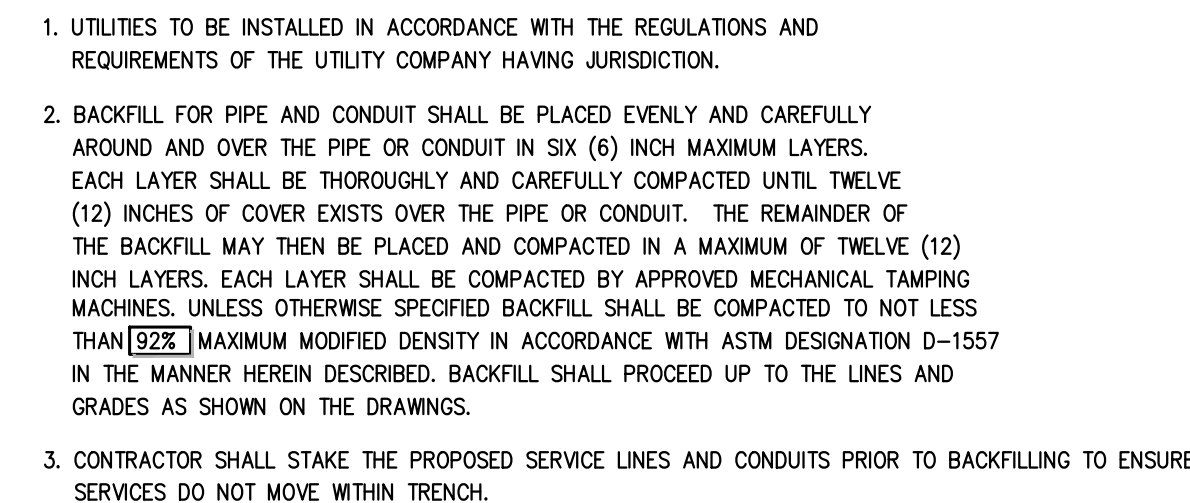 1. UTILITIES TO BE INSTALLED IN ACCORDANCE WITH THE REGULATIONS AND
REQUIREMENTS OF THE UTILITY COMPANY HAVING JURISDICTION.
2. BACKFILL FOR PIPE AND CONDUIT SHALL BE PLACED EVENLY AND CAREFULLY
AROUND AND OVER THE PIPE OR CONDUIT IN SIX (6) INCH MAXIMUM LAYERS.
EACH LAYER SHALL BE THOROUGHLY AND CAREFULLY COMPACTED UNTIL TWELVE
(12) INCHES OF COVER EXISTS OVER THE PIPE OR CONDUIT. THE REMAINDER OF
THE BACKFILL MAY THEN BE PLACED AND COMPACTED IN A MAXIMUM OF TWELVE (12)
INCH LAYERS. EACH LAYER SHALL BE COMPACTED BY APPROVED MECHANICAL TAMPING
MACHINES. UNLESS OTHERWISE SPECIFIED BACKFILL SHALL BE COMPACTED TO NOT LESS
THAN 92% MAXIMUM MODIFIED DENSITY IN ACCORDANCE WITH ASTM DESIGNATION D-1557
IN THE MANNER HEREIN DESCRIBED. BACKFILL SHALL PROCEED UP TO THE LINES AND
GRADES AS SHOWN ON THE DRAWINGS.
3. CONTRACTOR SHALL STAKE THE PROPOSED SERVICE LINES AND CONDUITS PRIOR TO BACKFILLING TO ENSURE
SERVICES DO NOT MOVE WITHIN TRENCH.